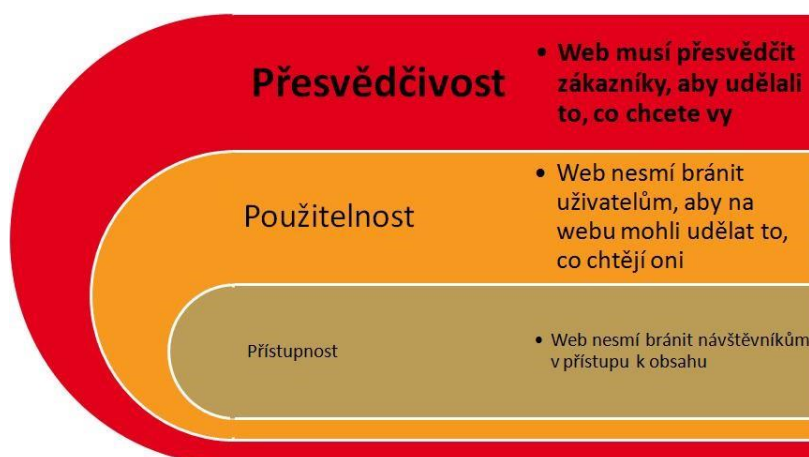 Přesvědčivost
• Web musí přesvědčit
zákazníky, aby udělali
to, co chcete vy
Použitelnost
• Web nesmí bránit
uživatelům, aby na
webu mohli udělat to,
co chtějí oni
Přístupnost
• Web nesmí bránit návštěvníkům
v přístupu k obsahu